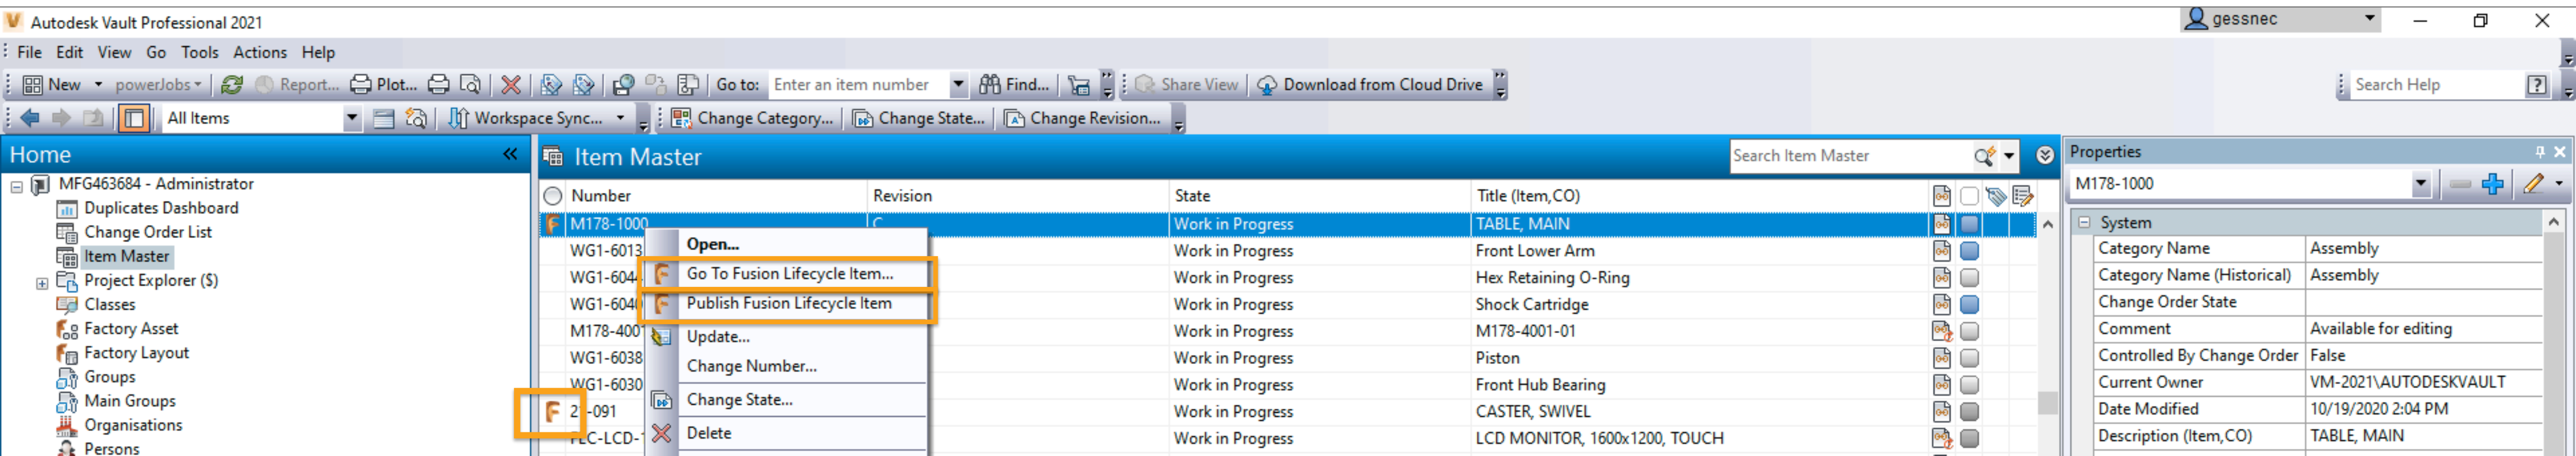 Autodesk Vault Professional 2021
gessnec
File Edit View Go Tools Actions Help
New powerJobs Report... Plot... Go to: Enter an item number Find... Share View Download from Cloud Drive Search Help
All Items Workspace Sync... Change Category... Change State... Change Revision...
Home
MFG463684 - Administrator
Duplicates Dashboard
Change Order List
Item Master
Project Explorer ($)
Classes
Factory Asset
Factory Layout
Groups
Main Groups
Organisations
Persons
Item Master
Search Item Master
Number Revision State Title (Item,CO)
M178-1000 C Work in Progress TABLE, MAIN
WG1-6013 Work in Progress Front Lower Arm
WG1-604 Work in Progress Hex Retaining O-Ring
WG1-604 Work in Progress Shock Cartridge
M178-400 Work in Progress M178-4001-01
WG1-6038 Work in Progress Piston
WG1-6030 Work in Progress Front Hub Bearing
-091 Work in Progress CASTER, SWIVEL
-LCD- Work in Progress LCD MONITOR, 1600x1200, TOUCH
Open...
Go To Fusion Lifecycle Item...
Publish Fusion Lifecycle Item
Update...
Change Number...
Change State...
Delete
Properties
M178-1000
System
Category Name Assembly
Category Name (Historical) Assembly
Change Order State
Comment Available for editing
Controlled By Change Order False
Current Owner VM-2021\AUTODESKVAULT
Date Modified 10/19/2020 2:04 PM
Description (Item,CO) TABLE, MAIN